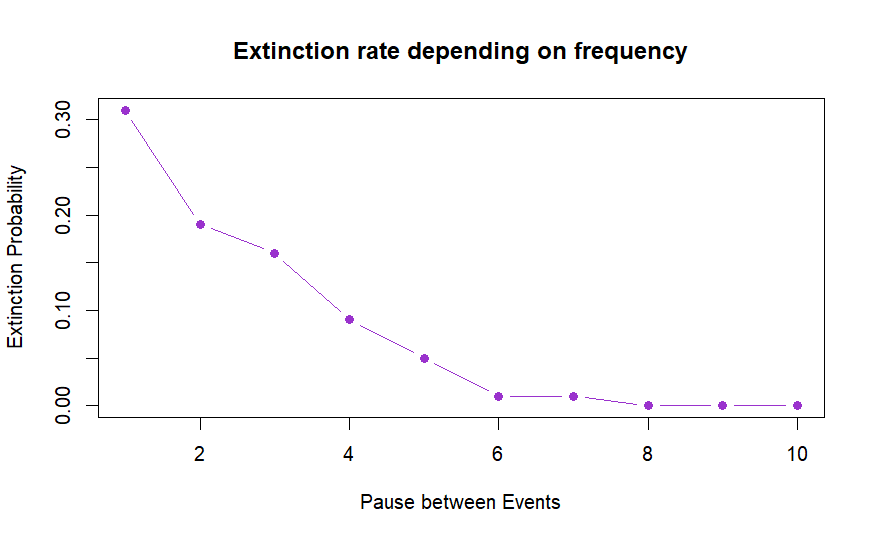 Extinction rate depending on frequency
Extinction Probability
0.30
0.20
0.10
0.00
2 4 6 8 10
Pause between Events